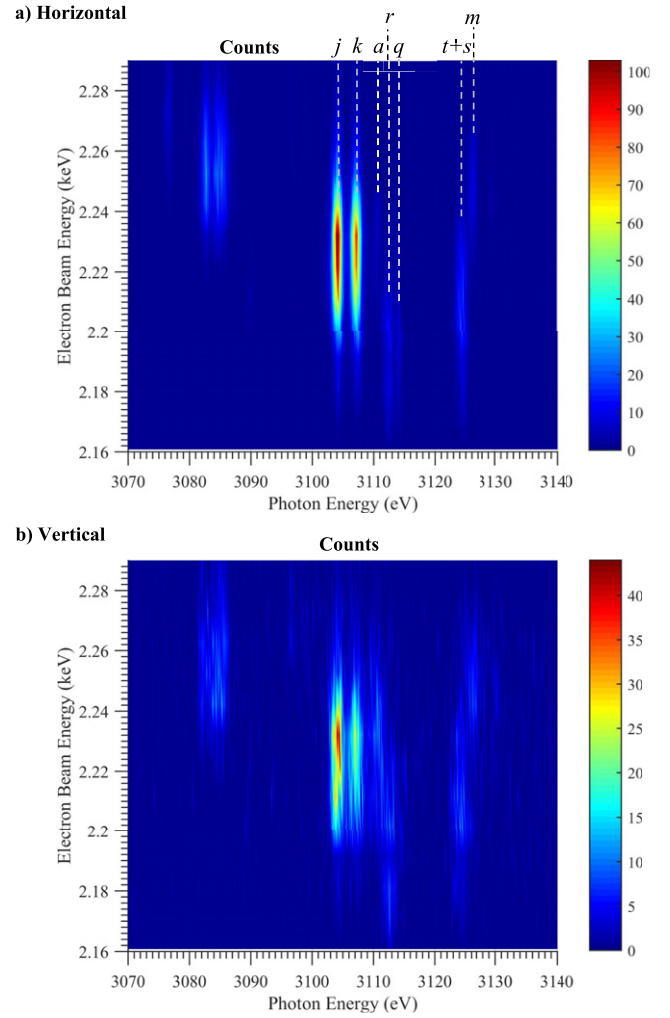 a) Horizontal
r
m
Counts
j k a q t+s
2.28
2.26
2.24
2.22
2.2
2.18
2.16
Electron Beam Energy (keV)
3070 3080 3090 3100 3110 3120 3130 3140
Photon Energy (eV)
100
90
80
70
60
50
40
30
20
10
0
b) Vertical
Counts
2.28
2.26
2.24
2.22
2.2
2.18
2.16
Electron Beam Energy (keV)
3070 3080 3090 3100 3110 3120 3130 3140
Photon Energy (eV)
40
35
30
25
20
15
10
5
0